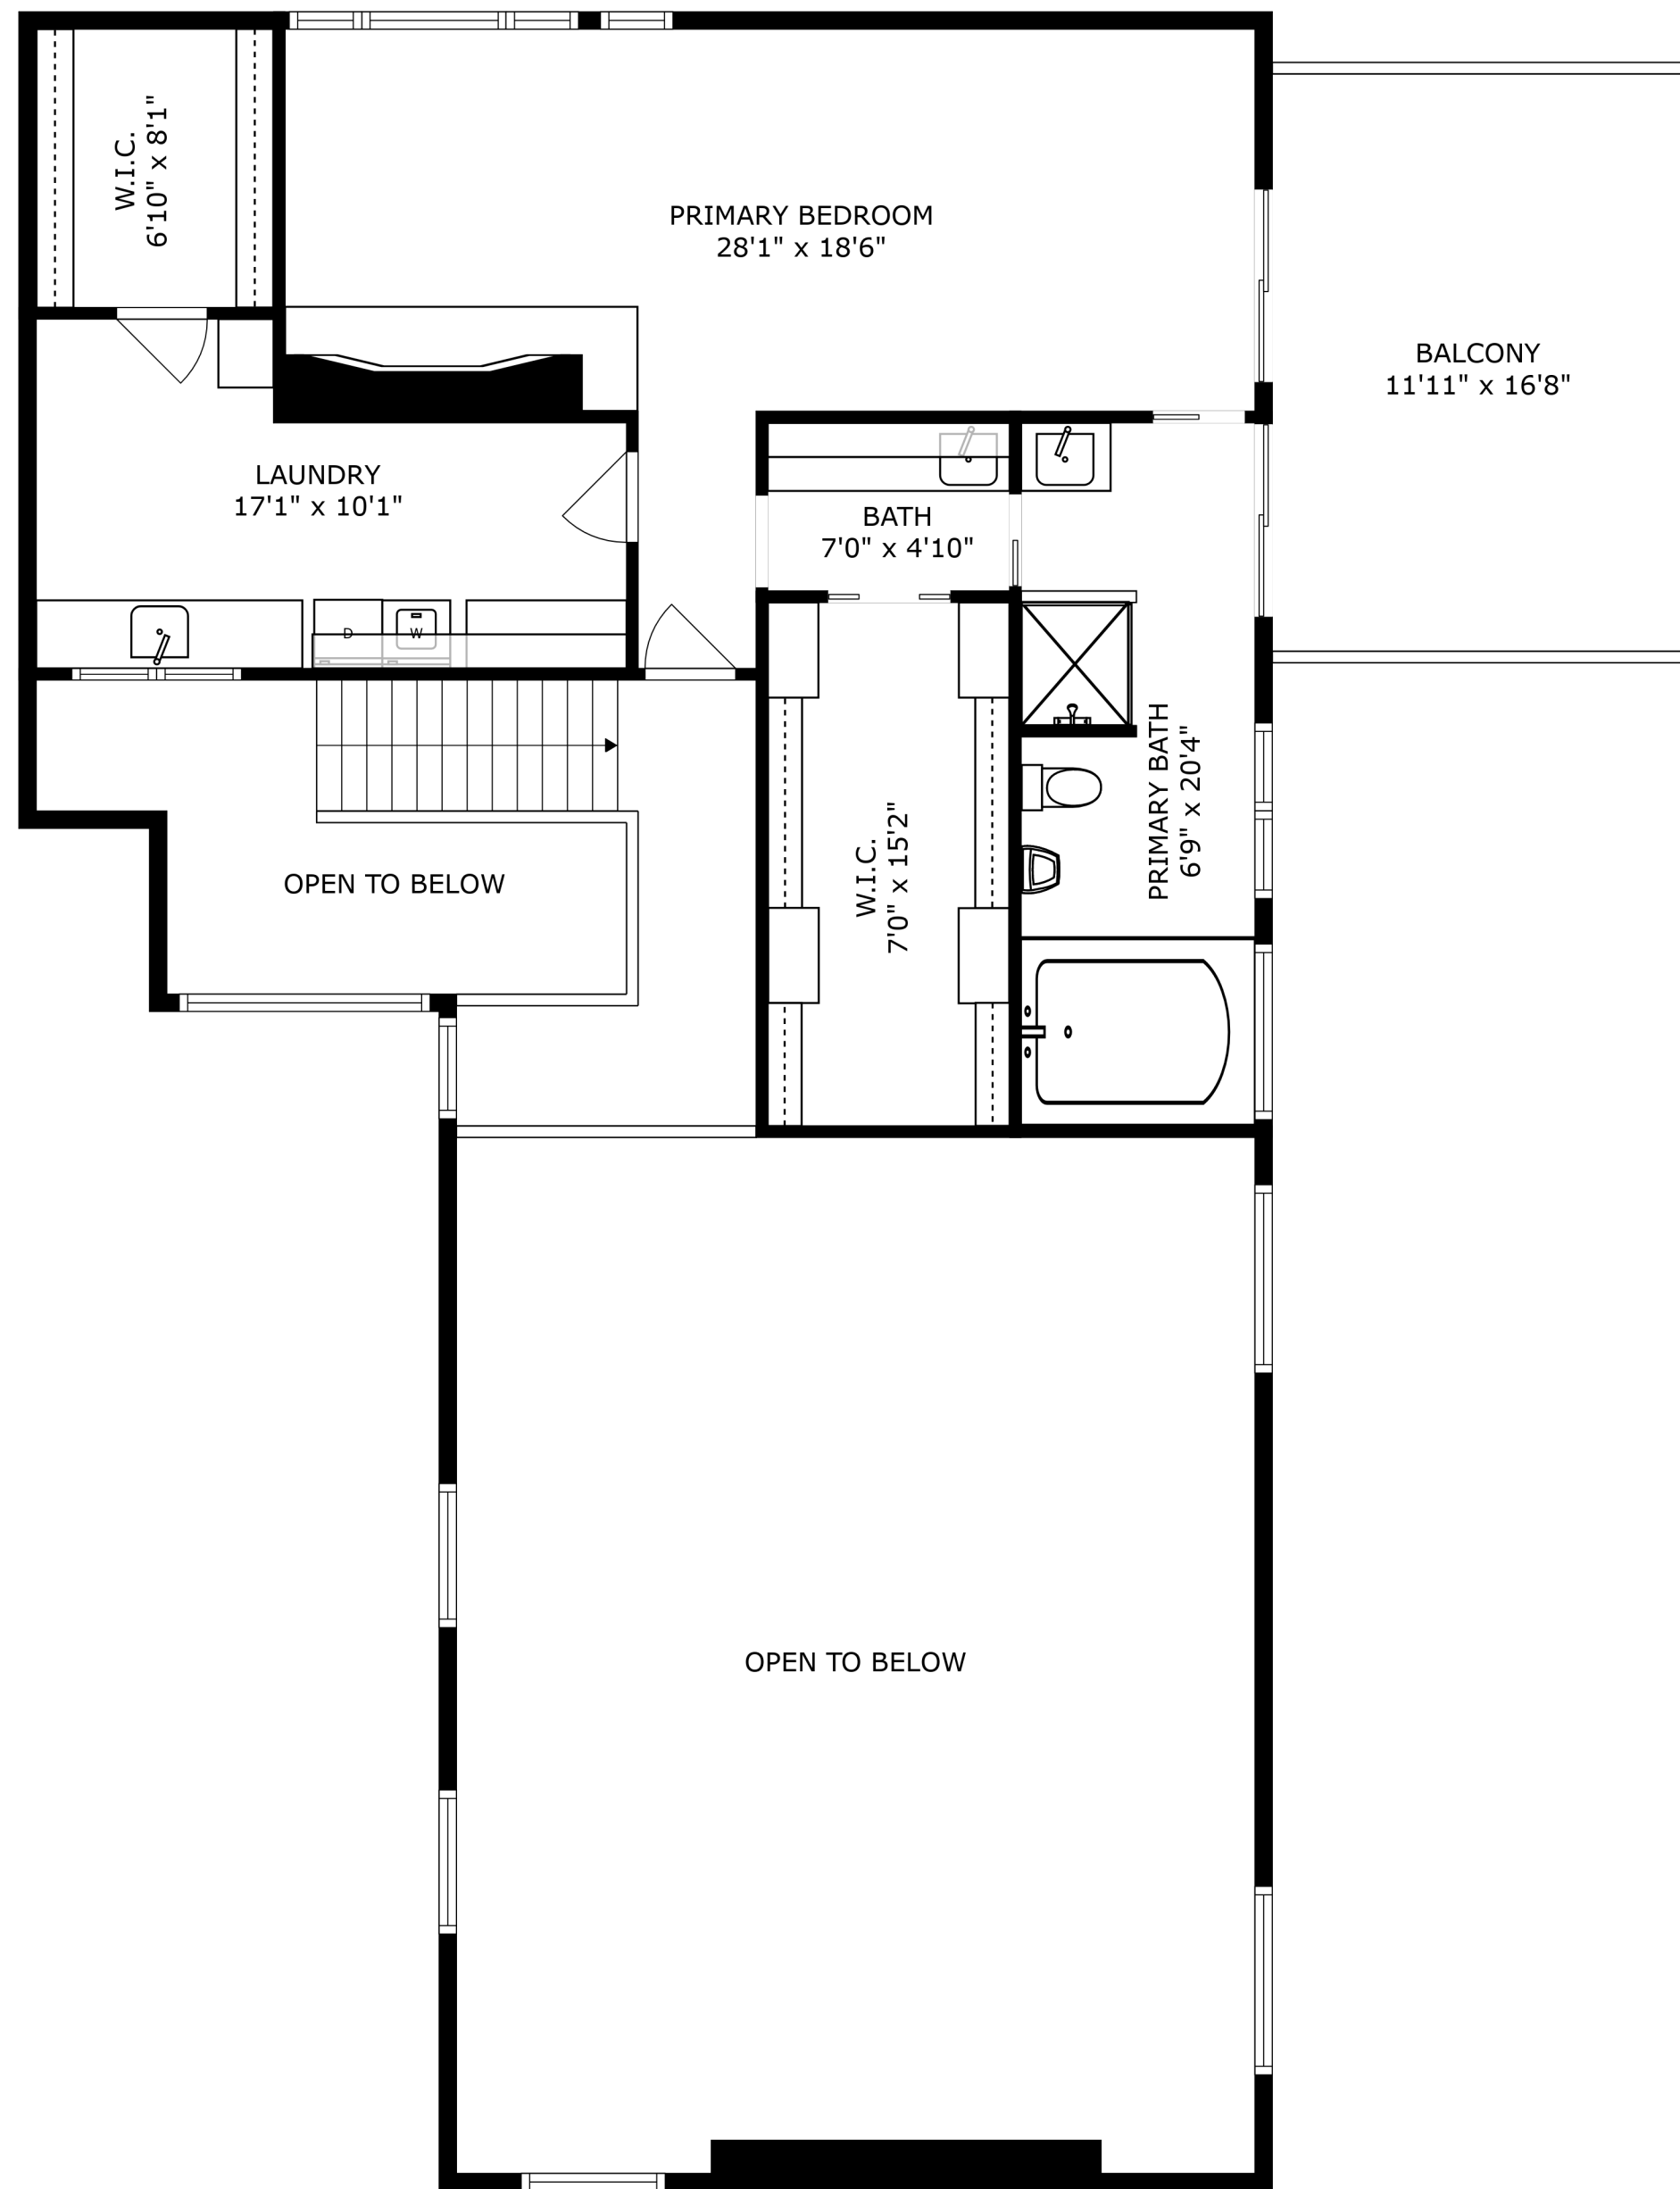 W.I.C.
6'10" x 8'1"
PRIMARY BEDROOM
28'1" x 18'6"
BALCONY
11'11" x 16'8"
LAUNDRY
17'1" x 10'1"
BATH
7'0" x 4'10"
D
W
PRIMARY BATH
6'9" x 20'4"
W.I.C.
7'0" x 15'2"
OPEN TO BELOW
OPEN TO BELOW